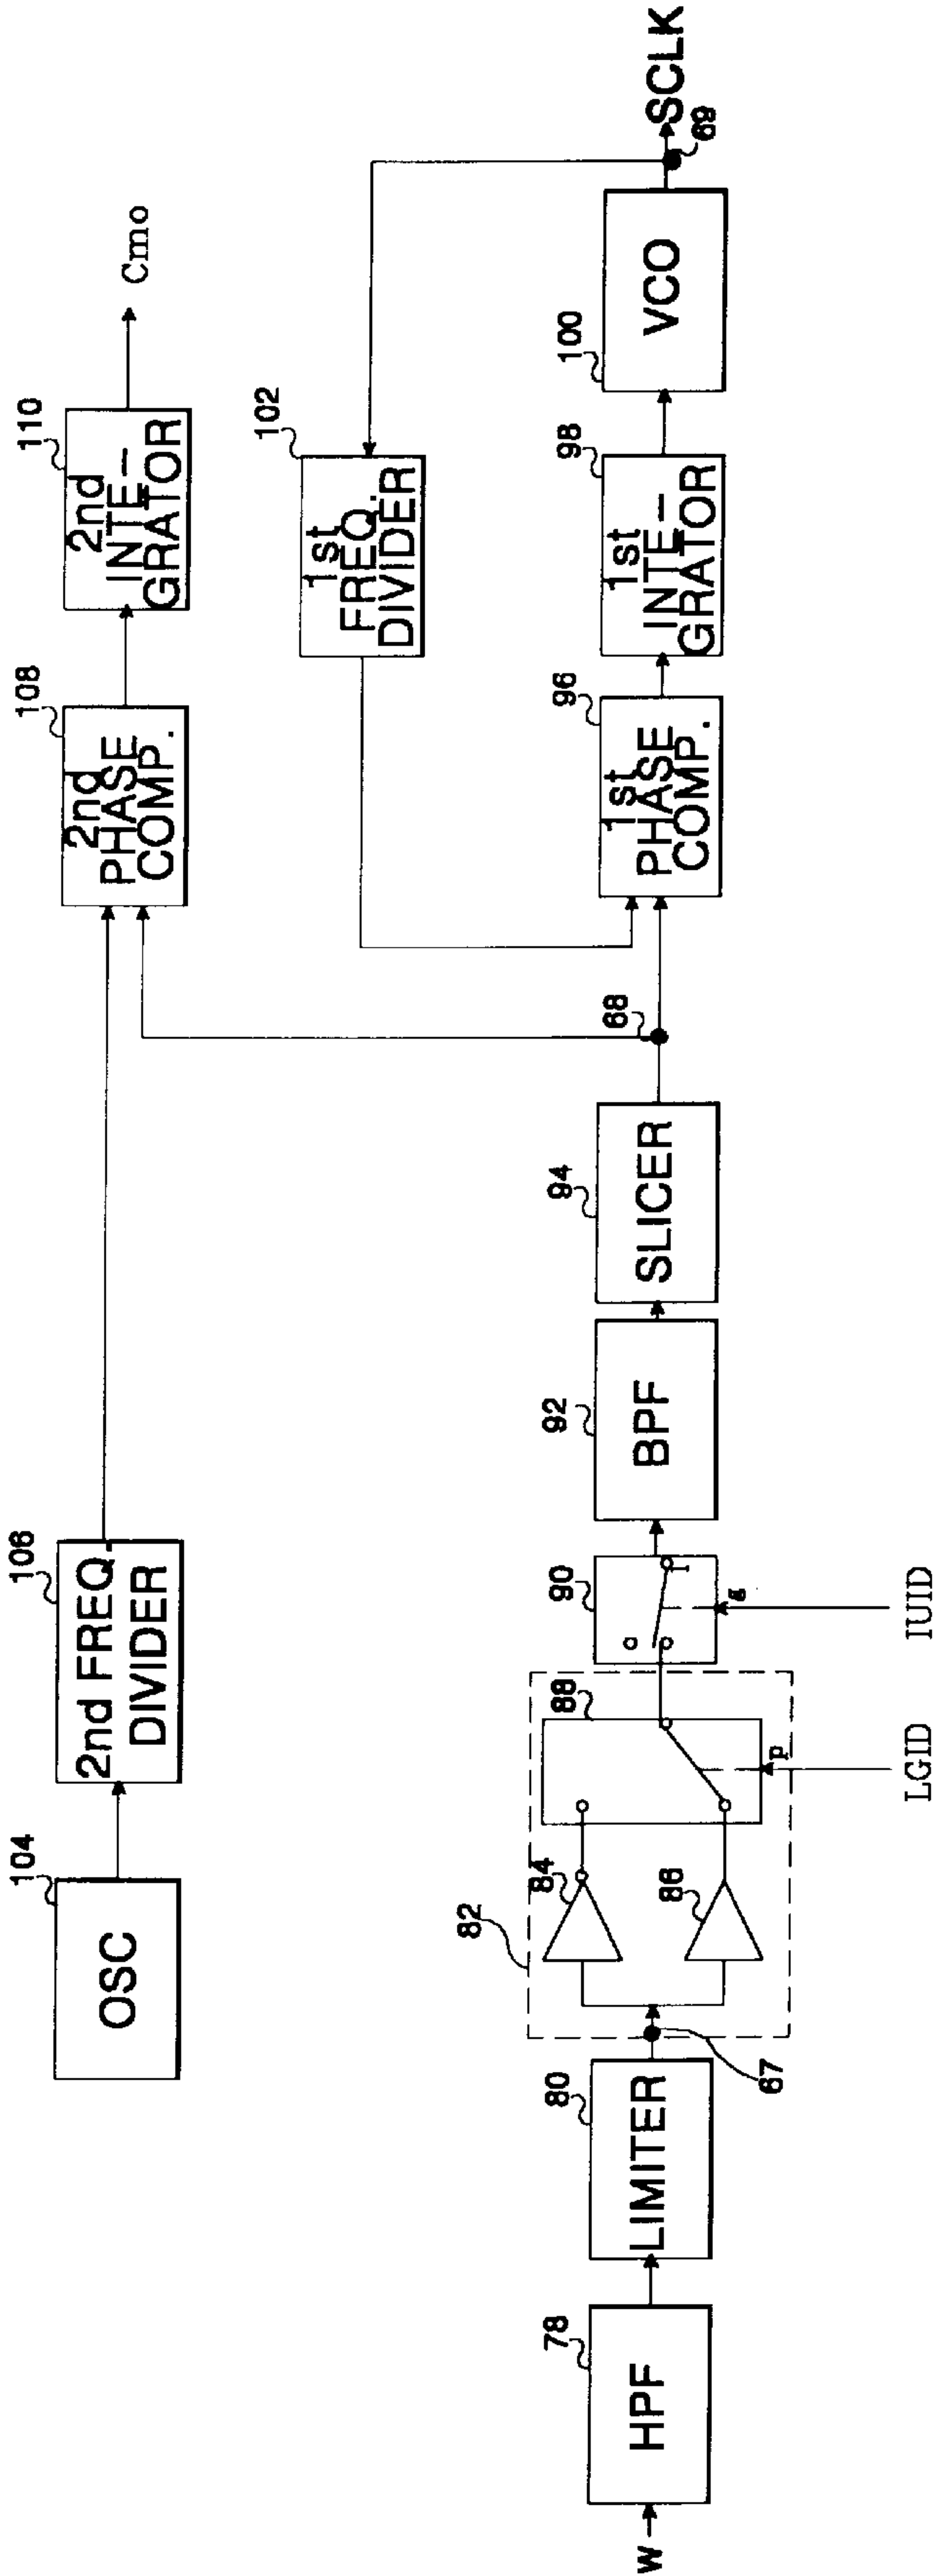 104
OSC
106
2nd FREQ.
DIVIDER
108
2nd
PHASE
COMP.
110
2nd
INTE-
GRATOR
Cmo
102
1st
FREQ.
DIVIDER
W
78
HPF
80
LIMITER
67
82
84
86
88
p
LGID
90
g
IUID
92
BPF
94
SLICER
68
96
1st
PHASE
COMP.
98
1st
INTE-
GRATOR
100
VCO
69
SCLK